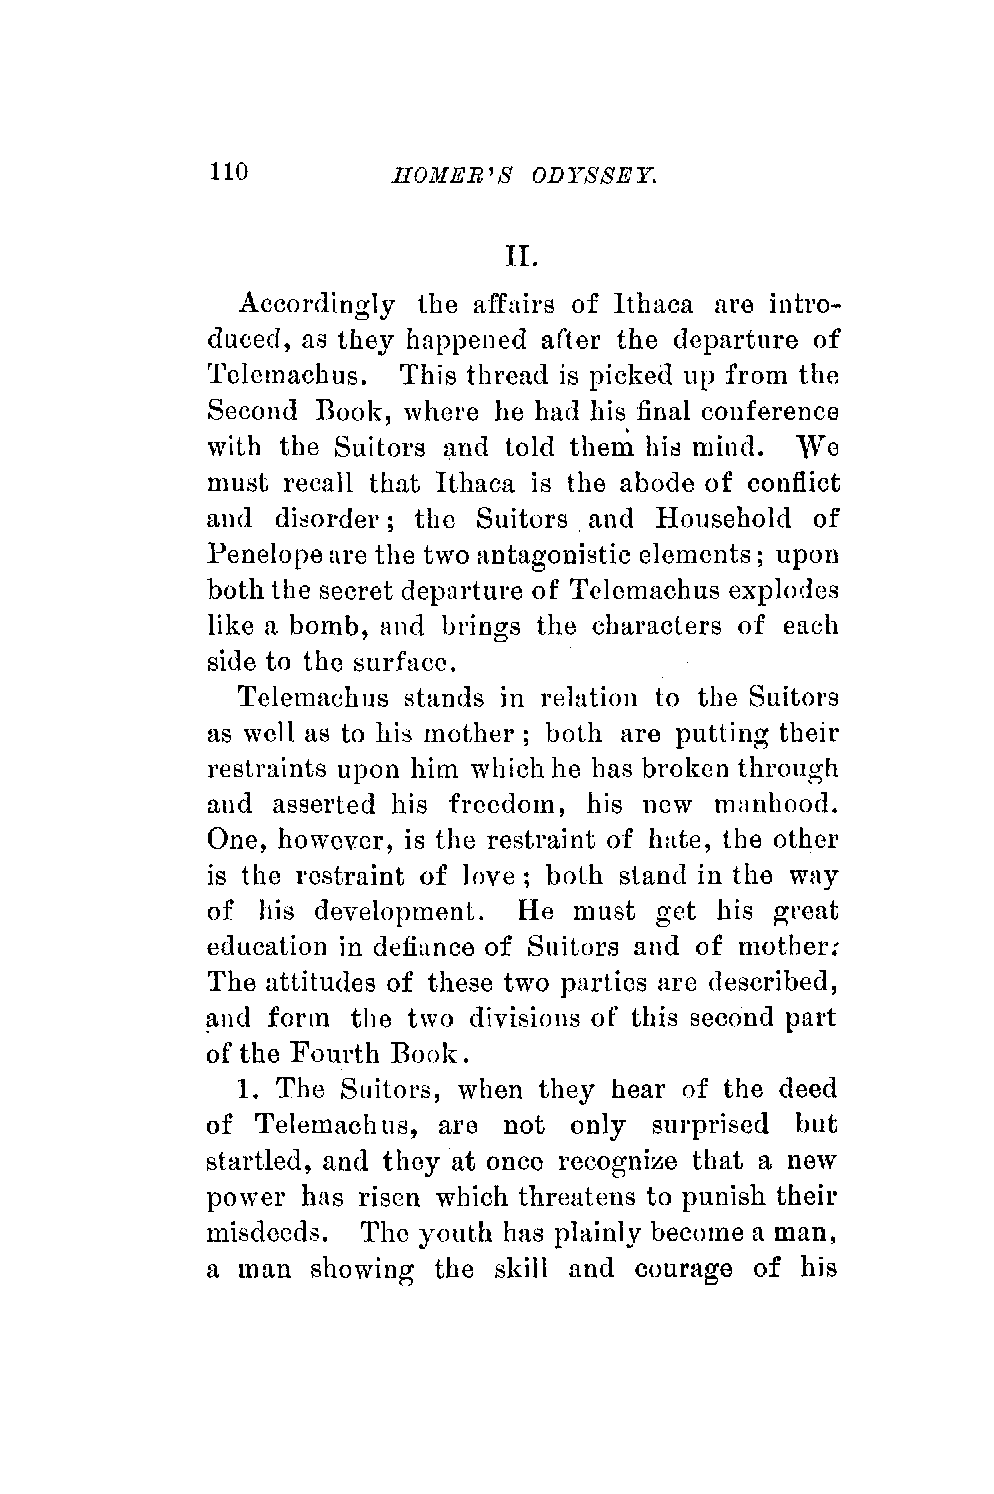 110 HOMER'S ODYSSEY.
II.
Accordingly the affairs of Ithaca are intro-
duced, as they happened after the departure of
Telemachus. This thread is picked up from the
Second Book, where he had his final conference
with the Suitors and told them his mind. We
must recall that Ithaca is the abode of conflict
and disorder; the Suitors and Household of
Penelope are the two antagonistic elements; upon
both the secret departure of Telemachus explodes
like a bomb, and brings the characters of each
side to the surface.
Telemachus stands in relation to the Suitors
as well as to his mother; both are putting their
restraints upon him which he has broken through
and asserted his freedom, his new manhood.
One, however, is the restraint of hate, the other
is the restraint of love; both stand in the way
of his development. He must get his great
education in defiance of Suitors and of mother:
The attitudes of these two parties are described,
and form the two divisions of this second part
of the Fourth Book.
1. The Suitors, when they hear of the deed
of Telemachus, are not only surprised but
startled, and they at once recognize that a new
power has risen which threatens to punish their
misdeeds. The youth has plainly become a man,
a man showing the skill and courage of his